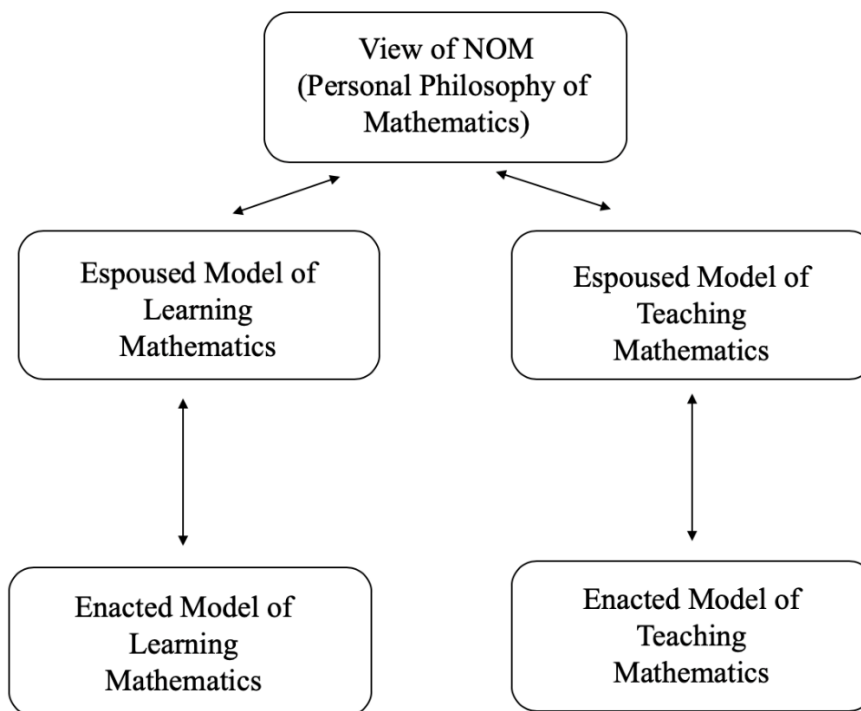 View of NOM
(Personal Philosophy of
Mathematics)
Espoused Model of
Learning
Mathematics
Espoused Model of
Teaching
Mathematics
Enacted Model of
Learning
Mathematics
Enacted Model of
Teaching
Mathematics